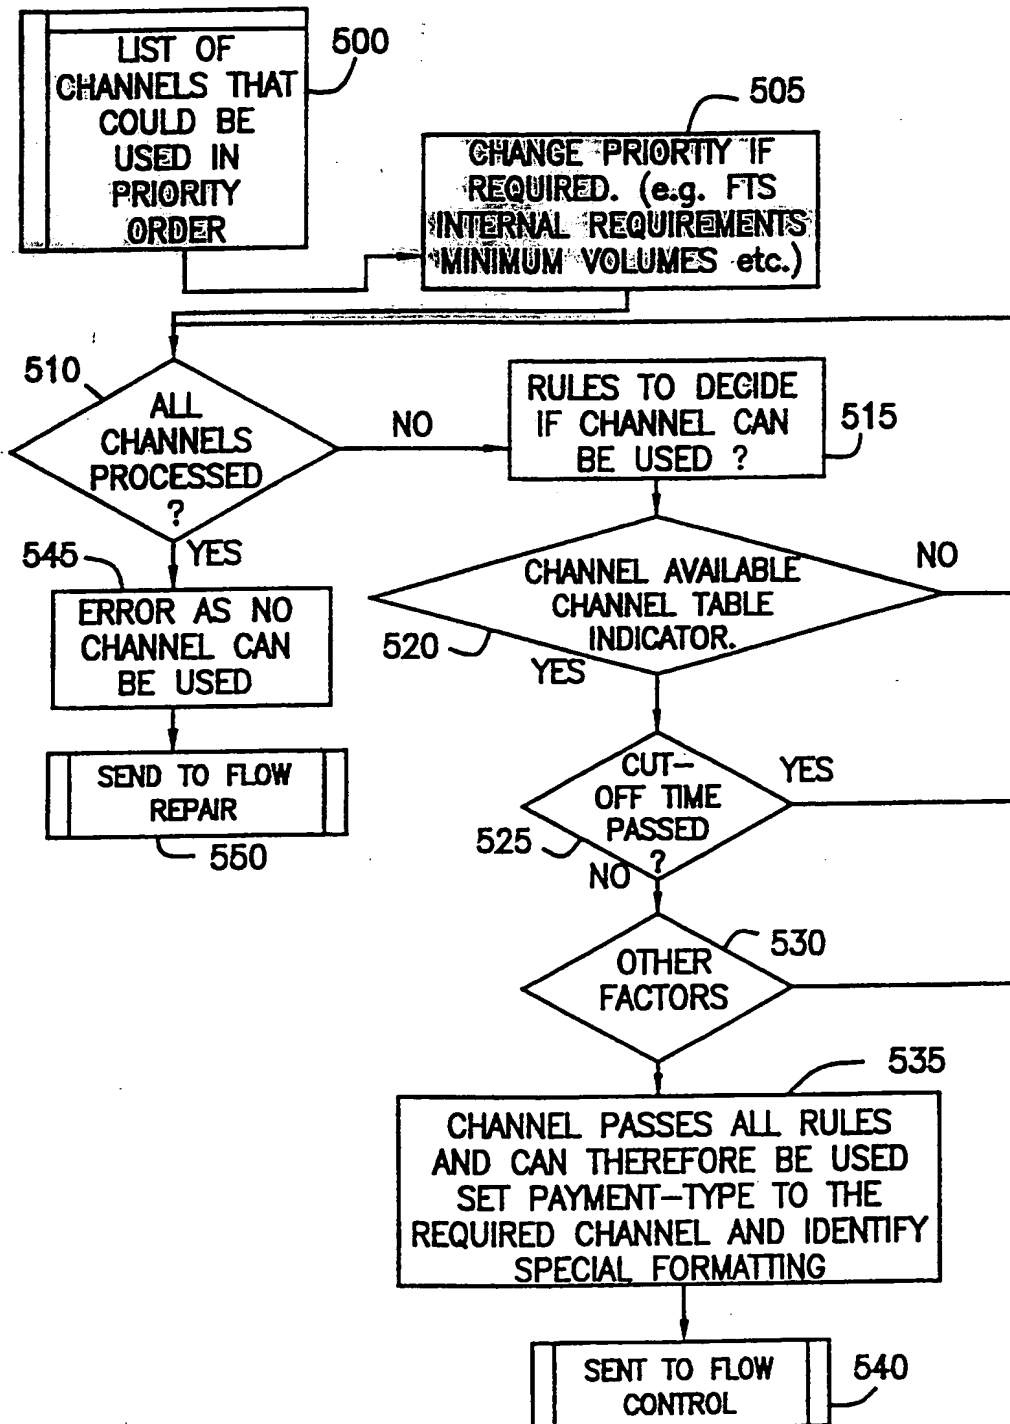 LIST OF
CHANNELS THAT
COULD BE
USED IN
PRIORITY
ORDER
500
505
CHANGE PRIORTIY IF
REQUIRED. (e.g. FTS
INTERNAL REQUIREMENTS
MINIMUM VOLUMES etc.)
510
ALL
CHANNELS
PROCESSED
?
NO
RULES TO DECIDE
IF CHANNEL CAN
BE USED ?
515
YES
545
ERROR AS NO
CHANNEL CAN
BE USED
SEND TO FLOW
REPAIR
550
CHANNEL AVAILABLE
CHANNEL TABLE
INDICATOR.
NO
520
YES
CUT-
OFF TIME
PASSED
?
YES
525
NO
530
OTHER
FACTORS
535
CHANNEL PASSES ALL RULES
AND CAN THEREFORE BE USED
SET PAYMENT-TYPE TO THE
REQUIRED CHANNEL AND IDENTIFY
SPECIAL FORMATTING
SENT TO FLOW
CONTROL
540